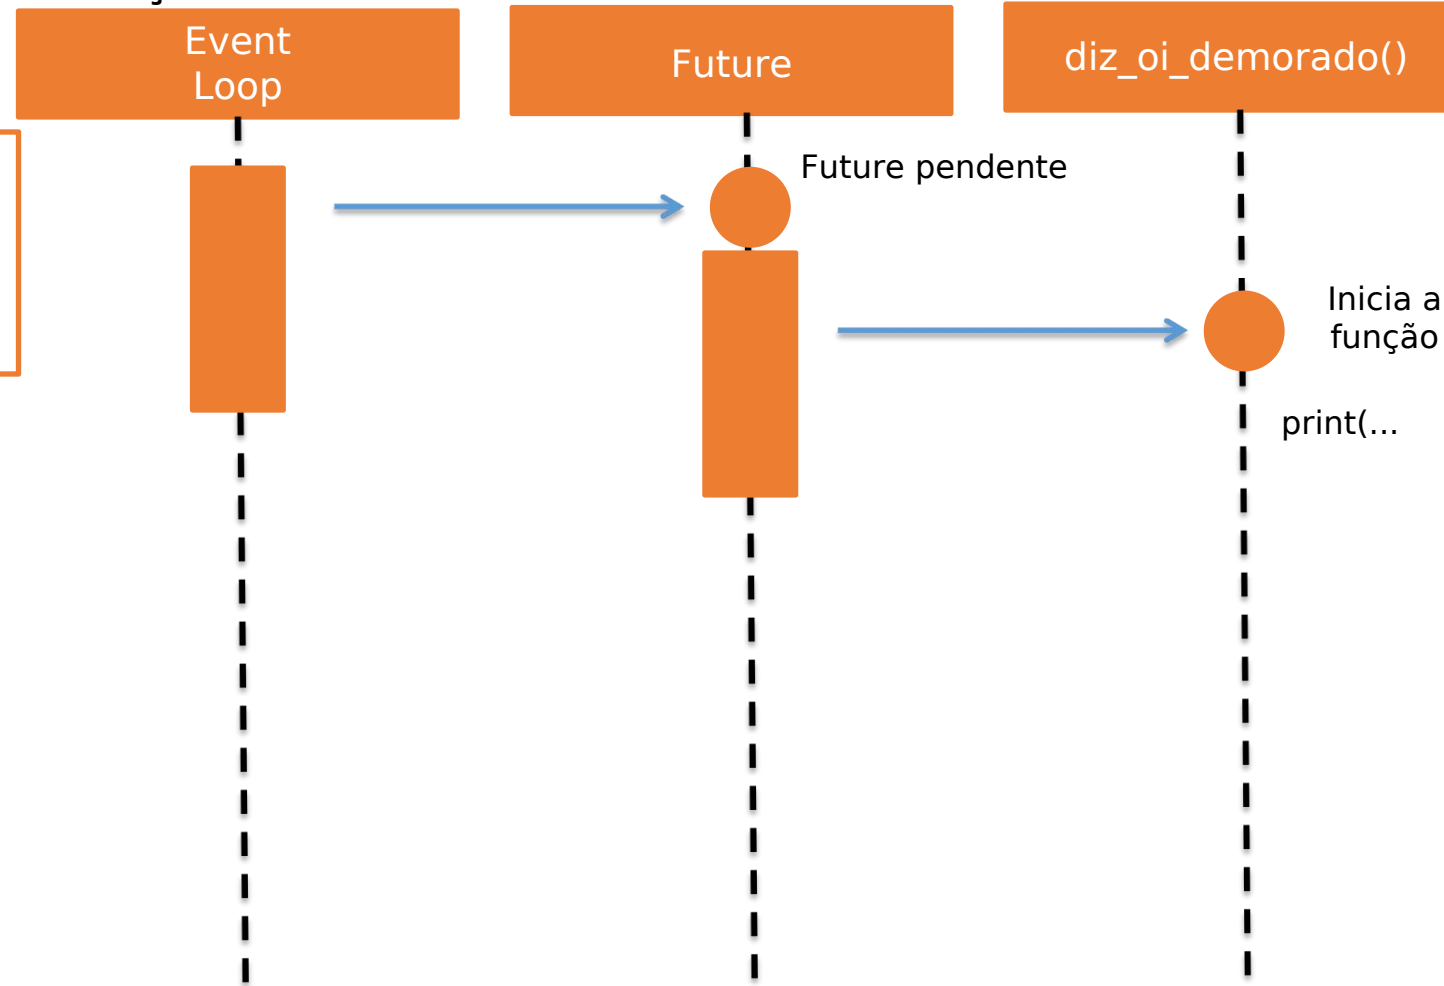 Event
Loop
Future
diz_oi_demorado()
Future pendente
Inicia a
função
print(...